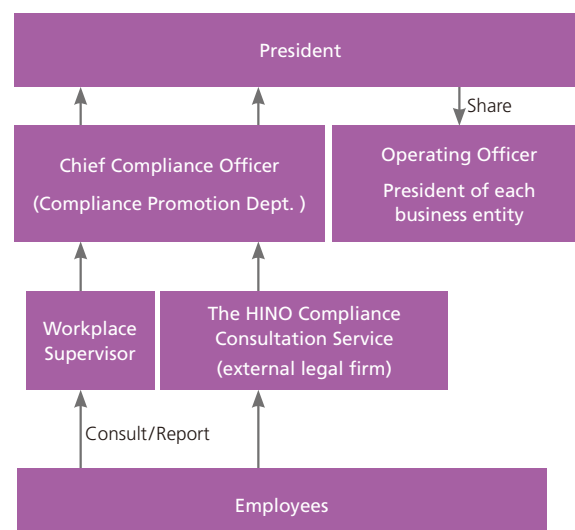 President
Share
Chief Compliance Officer
(Compliance Promotion Dept. )
Operating Officer
President of each
business entity
Workplace
Supervisor
The HINO Compliance
Consultation Service
(external legal firm)
Consult/Report
Employees